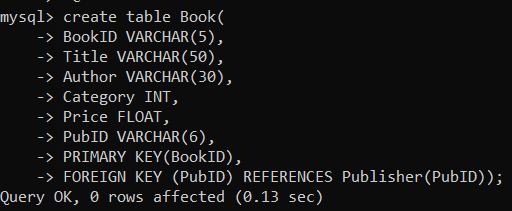 mysql> create table Book(
    -> BookID VARCHAR(5),
    -> Title VARCHAR(50),
    -> Author VARCHAR(30),
    -> Category INT,
    -> Price FLOAT,
    -> PubID VARCHAR(6),
    -> PRIMARY KEY(BookID),
    -> FOREIGN KEY (PubID) REFERENCES Publisher(PubID));
Query OK, 0 rows affected (0.13 sec)